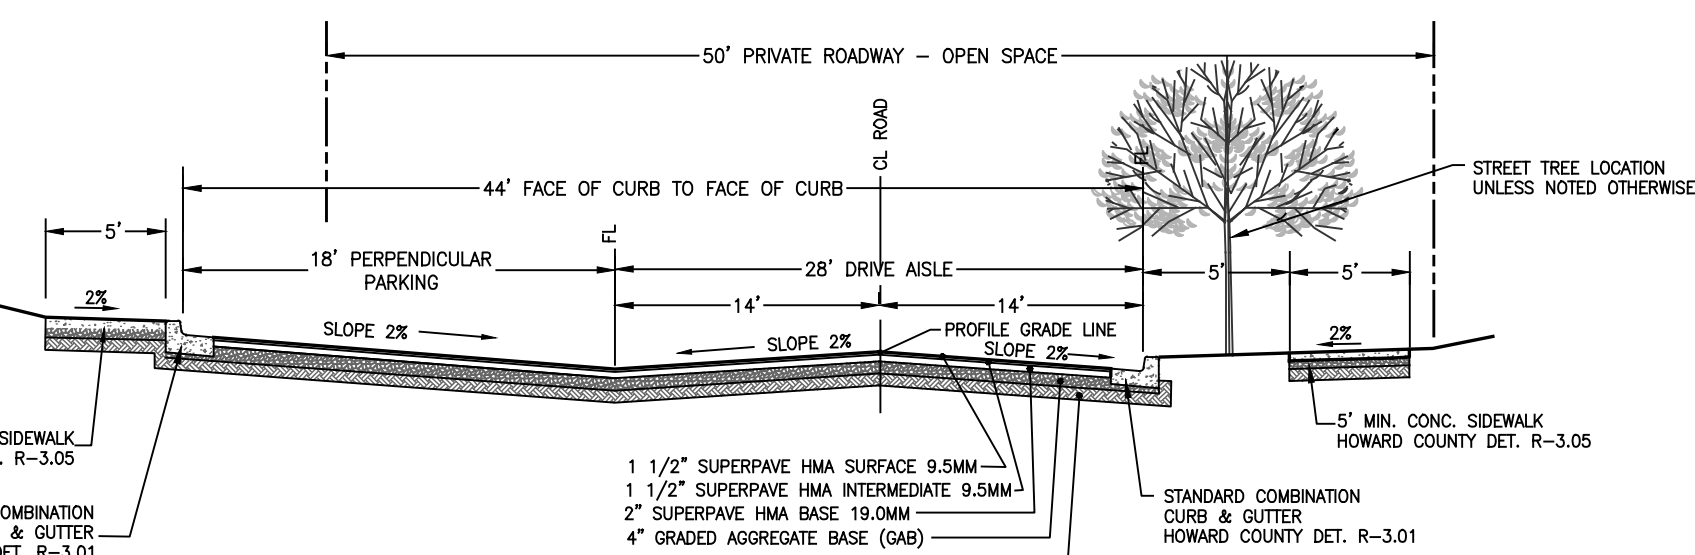 50' PRIVATE ROADWAY – OPEN SPACE
CL ROAD
FL
STREET TREE LOCATION
UNLESS NOTED OTHERWISE
44' FACE OF CURB TO FACE OF CURB
5'
FL
18' PERPENDICULAR
PARKING
28' DRIVE AISLE
5'
5'
14'
14'
2%
SLOPE 2%
SLOPE 2%
PROFILE GRADE LINE
SLOPE 2%
2%
SIDEWALK
. R-3.05
5' MIN. CONC. SIDEWALK
HOWARD COUNTY DET. R-3.05
1 1/2" SUPERPAVE HMA SURFACE 9.5MM
1 1/2" SUPERPAVE HMA INTERMEDIATE 9.5MM
2" SUPERPAVE HMA BASE 19.0MM
4" GRADED AGGREGATE BASE (GAB)
OMBINATION
& GUTTER
DET. R-3.01
STANDARD COMBINATION
CURB & GUTTER
HOWARD COUNTY DET. R-3.01